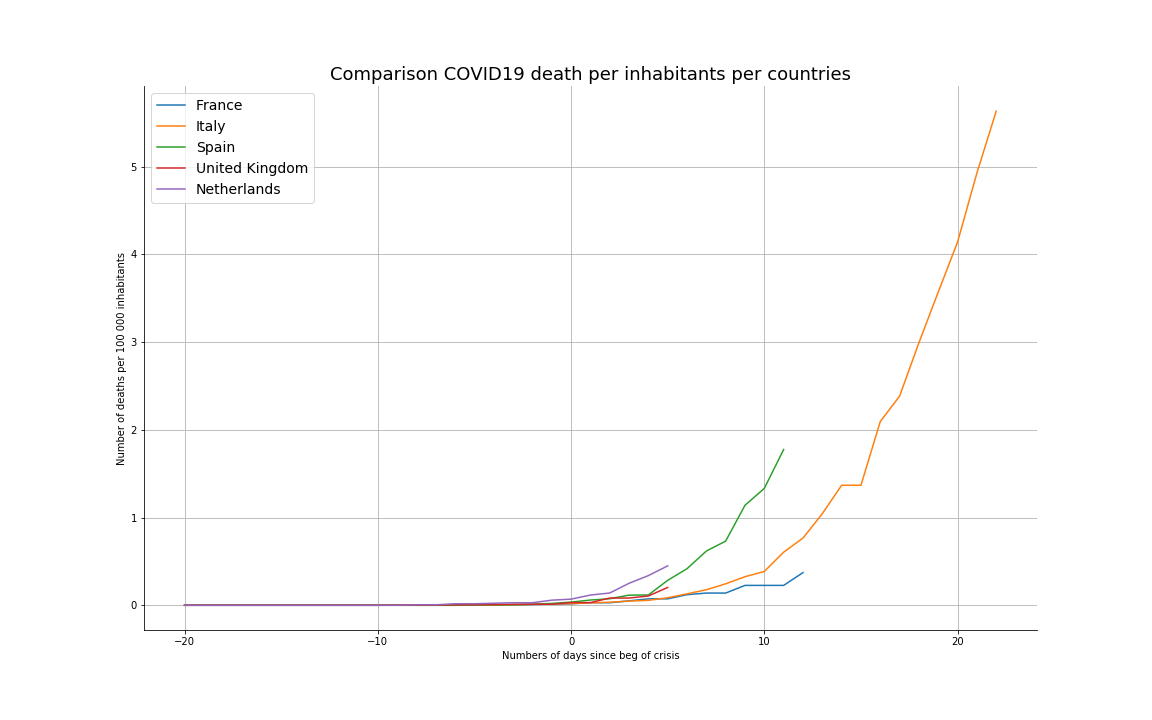 Comparison COVID19 death per inhabitants per countries
France
Italy
Spain
United Kingdom
Netherlands
Number of deaths per 100 000 inhabitants
5
4
3
2
1
0
−20
−10
0
10
20
Numbers of days since beg of crisis